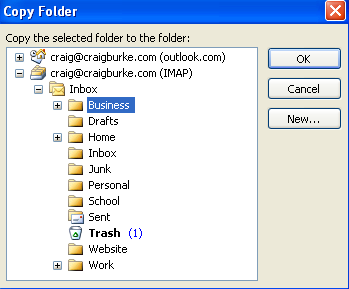 Copy Folder
Copy the selected folder to the folder:
craig@craigburke.com (outlook.com)
craig@craigburke.com (IMAP)
Inbox
Business
Drafts
Home
Inbox
Junk
Personal
School
Sent
Trash (1)
Website
Work
OK
Cancel
New...